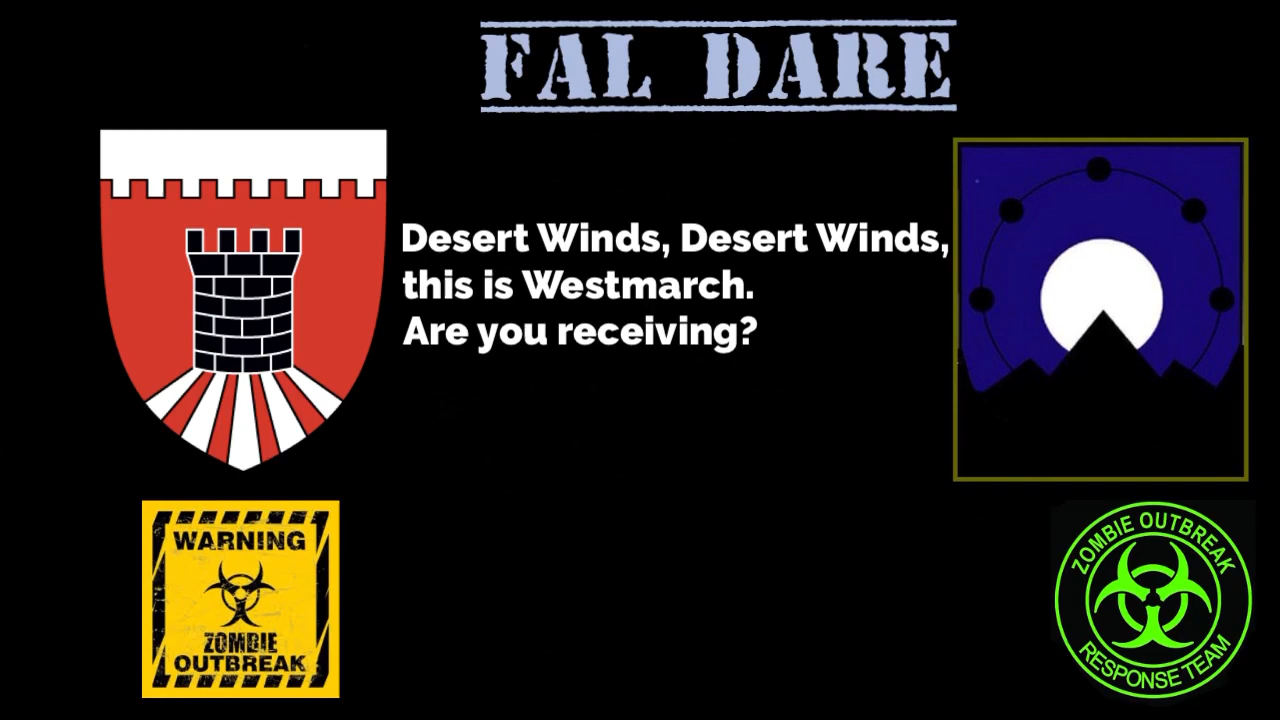 FAL DARE
Desert Winds, Desert Winds,
this is Westmarch.
Are you receiving?
WARNING
ZOMBIE
OUTBREAK
ZOMBIE OUTBREAK
RESPONSE TEAM